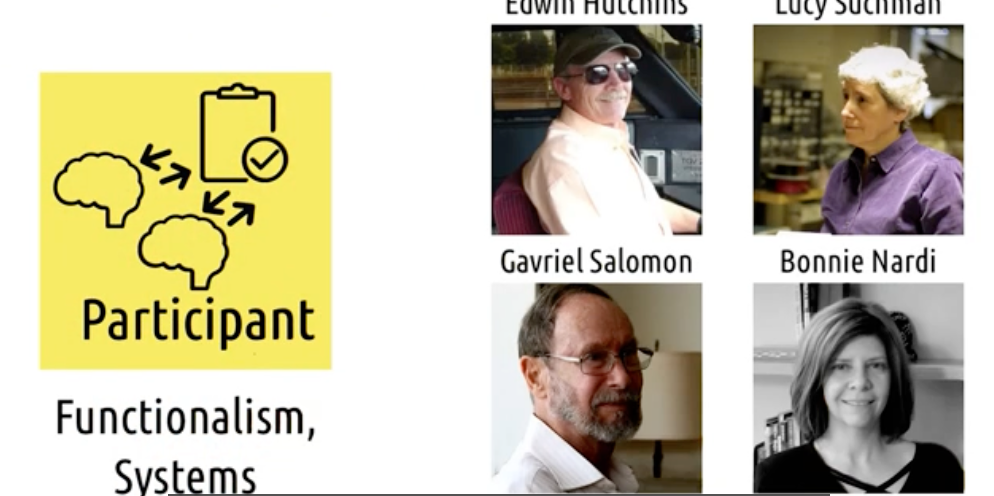 Edwin Hutchins
Lucy Suchman
Participant
Gavriel Salomon
Bonnie Nardi
Functionalism,
Systems